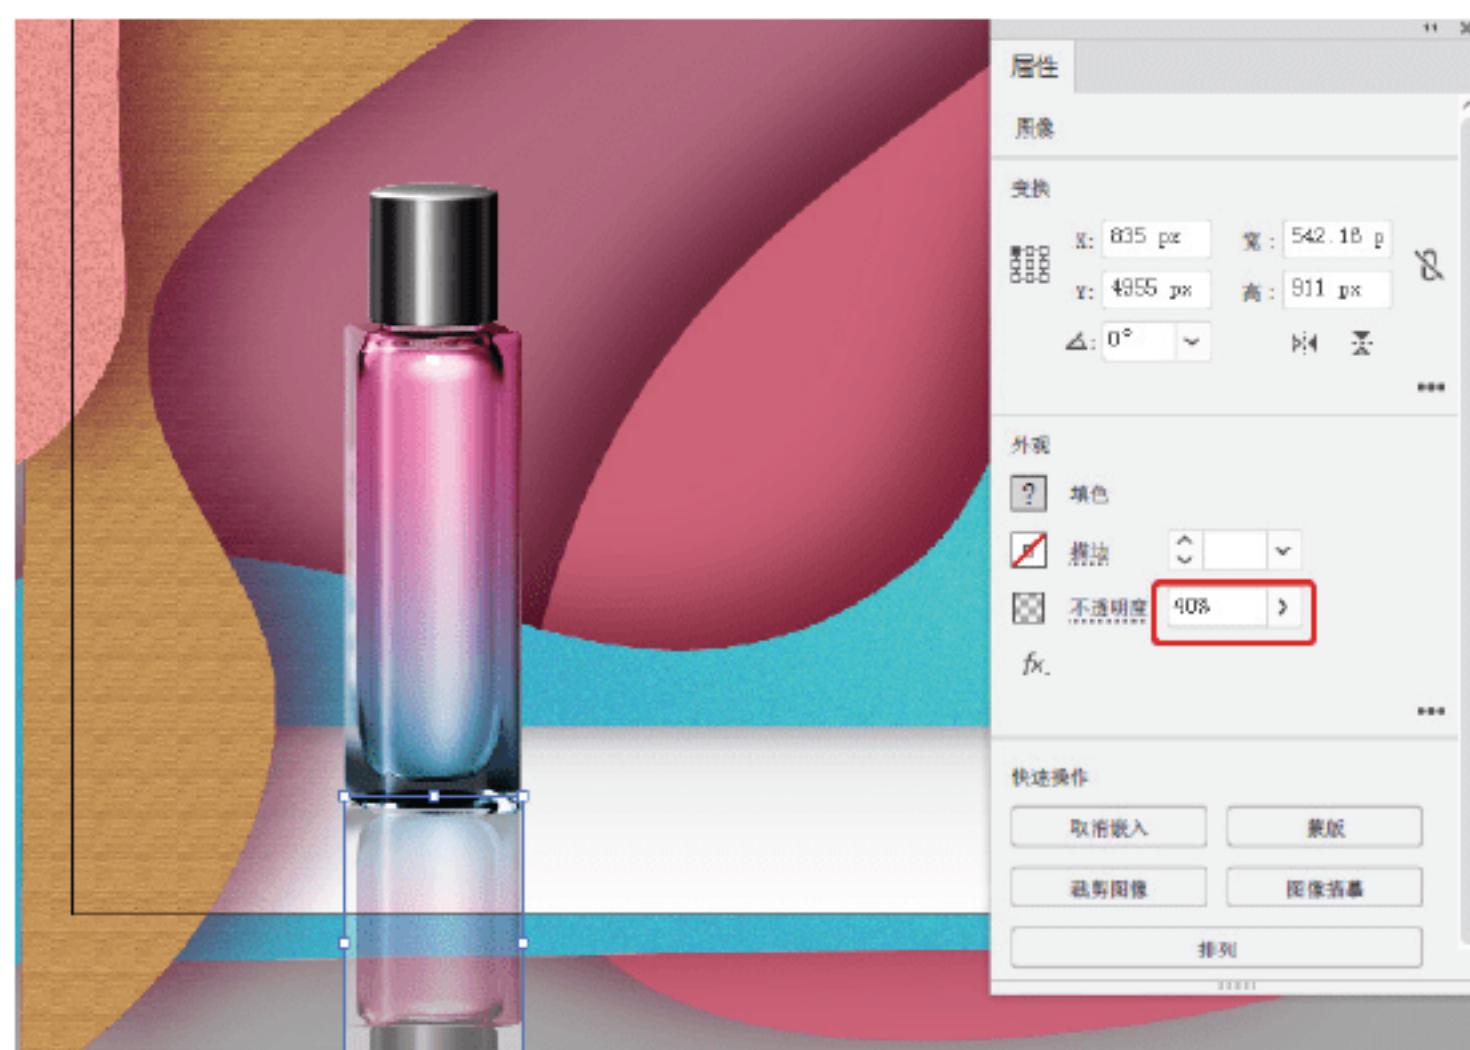 属性
图像
变换
X: 835 px 宽: 542.18 p
Y: 4955 px 高: 911 px
⊿: 0°
外观
? 填色
描边
不透明度 40%
fx.
快速操作
取消嵌入 蒙版
裁剪图像 图像描摹
排列